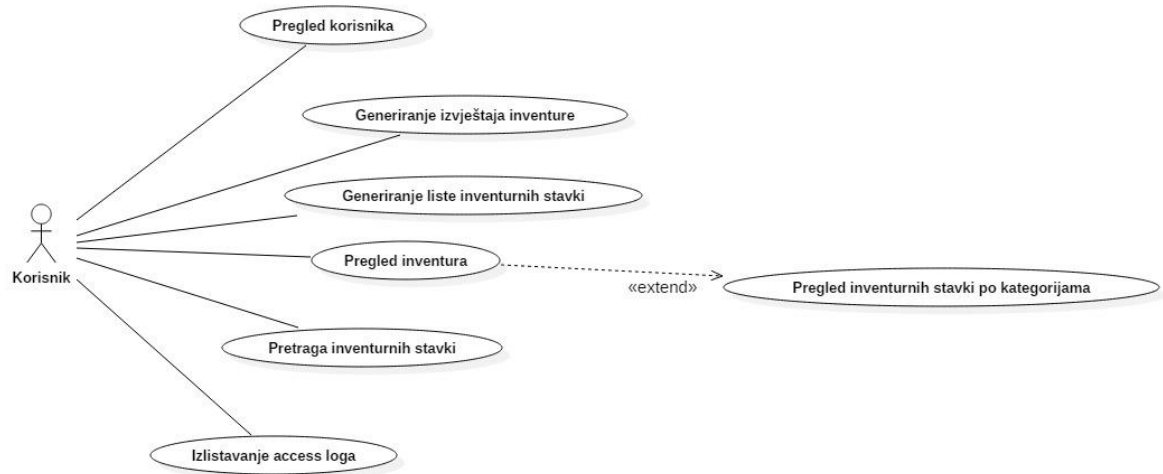 Pregled korisnika
Generiranje izvještaja inventure
Generiranje liste inventurnih stavki
Korisnik
Pregled inventura
«extend»
Pregled inventurnih stavki po kategorijama
Pretraga inventurnih stavki
Izlistavanje access loga